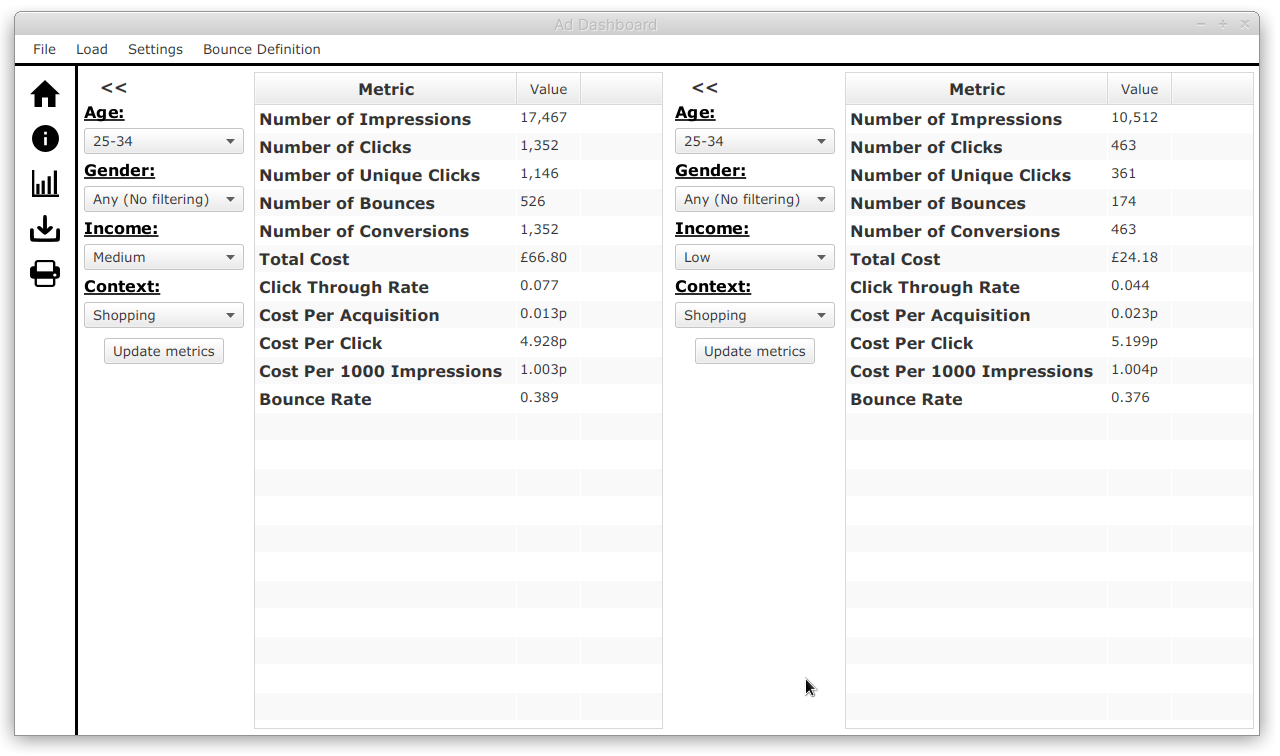 Ad Dashboard
File Load Settings Bounce Definition
<<
Age:
25-34
Gender:
Any (No filtering)
Income:
Medium
Context:
Shopping
Update metrics
Metric Value
Number of Impressions 17,467
Number of Clicks 1,352
Number of Unique Clicks 1,146
Number of Bounces 526
Number of Conversions 1,352
Total Cost £66.80
Click Through Rate 0.077
Cost Per Acquisition 0.013p
Cost Per Click 4.928p
Cost Per 1000 Impressions 1.003p
Bounce Rate 0.389
<<
Age:
25-34
Gender:
Any (No filtering)
Income:
Low
Context:
Shopping
Update metrics
Metric Value
Number of Impressions 10,512
Number of Clicks 463
Number of Unique Clicks 361
Number of Bounces 174
Number of Conversions 463
Total Cost £24.18
Click Through Rate 0.044
Cost Per Acquisition 0.023p
Cost Per Click 5.199p
Cost Per 1000 Impressions 1.004p
Bounce Rate 0.376